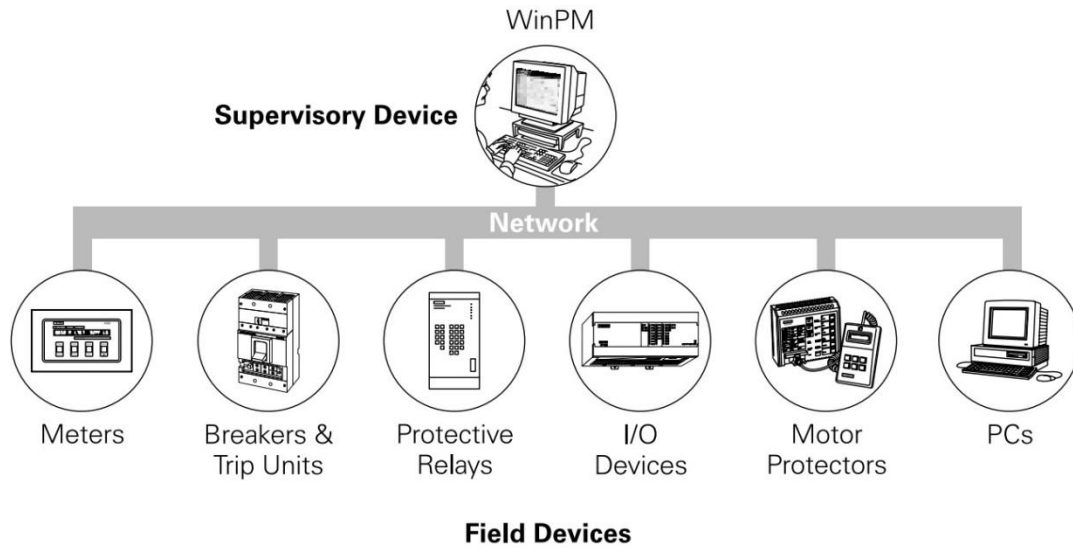 WinPM
Supervisory Device
Network
Meters
Breakers &
Trip Units
Protective
Relays
I/O
Devices
Motor
Protectors
PCs
Field Devices